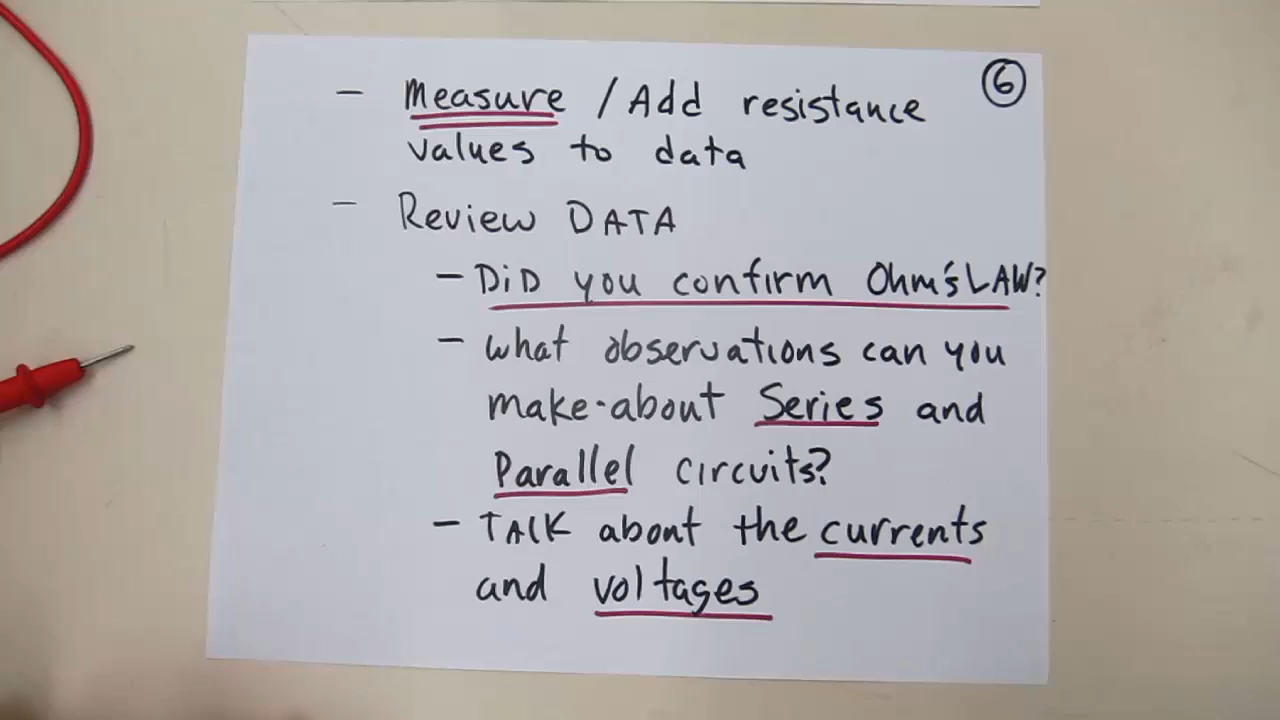 6
- Measure / Add resistance
values to data
- Review DATA
- DiD you confirm Ohm's LAW?
- what observations can you
make-about Series and
Parallel circuits?
- TALK about the currents
and voltages